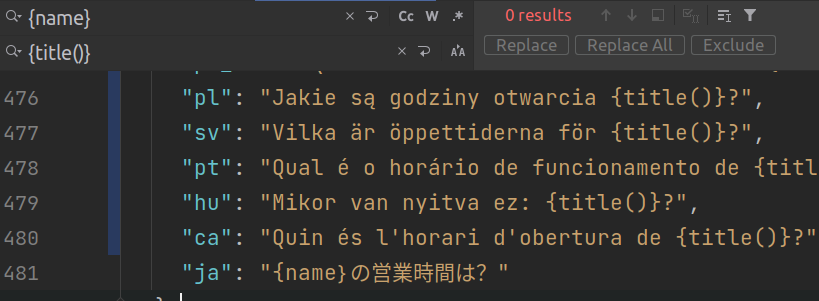 {name}
Cc W .*
0 results
{title()}
Replace
Replace All
Exclude
476 "pl": "Jakie są godziny otwarcia {title()}?",
477 "sv": "Vilka är öppettiderna för {title()}?",
478 "pt": "Qual é o horário de funcionamento de {titl
479 "hu": "Mikor van nyitva ez: {title()}?",
480 "ca": "Quin és l'horari d'obertura de {title()}?"
481 "ja": "{name}の営業時間は？"
}